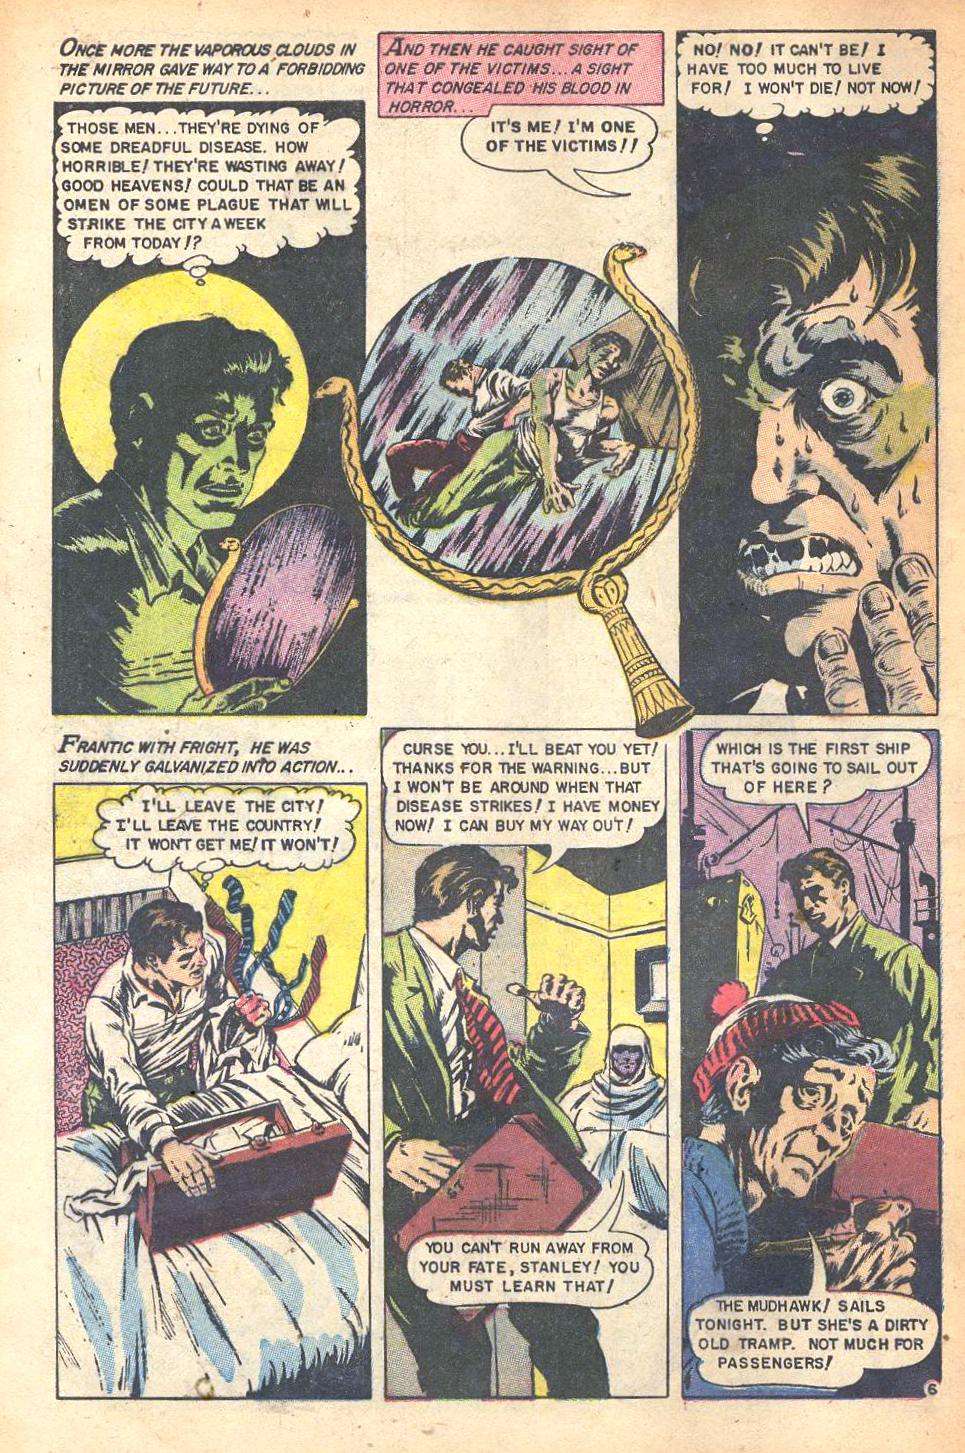 ONCE MORE THE VAPOROUS CLOUDS IN
THE MIRROR GAVE WAY TO A FORBIDDING
PICTURE OF THE FUTURE...
THOSE MEN...THEY'RE DYING OF
SOME DREADFUL DISEASE. HOW
HORRIBLE! THEY'RE WASTING AWAY!
GOOD HEAVENS! COULD THAT BE AN
OMEN OF SOME PLAGUE THAT WILL
STRIKE THE CITY A WEEK
FROM TODAY!?
AND THEN HE CAUGHT SIGHT OF
ONE OF THE VICTIMS...A SIGHT
THAT CONGEALED HIS BLOOD IN
HORROR...
IT'S ME! I'M ONE
OF THE VICTIMS!!
NO! NO! IT CAN'T BE! I
HAVE TOO MUCH TO LIVE
FOR! I WON'T DIE! NOT NOW!
FRANTIC WITH FRIGHT, HE WAS
SUDDENLY GALVANIZED INTO ACTION...
I'LL LEAVE THE CITY!
I'LL LEAVE THE COUNTRY!
IT WON'T GET ME! IT WON'T!
CURSE YOU...I'LL BEAT YOU YET!
THANKS FOR THE WARNING...BUT
I WON'T BE AROUND WHEN THAT
DISEASE STRIKES! I HAVE MONEY
NOW! I CAN BUY MY WAY OUT!
YOU CAN'T RUN AWAY FROM
YOUR FATE, STANLEY! YOU
MUST LEARN THAT!
WHICH IS THE FIRST SHIP
THAT'S GOING TO SAIL OUT
OF HERE?
THE MUDHAWK! SAILS
TONIGHT. BUT SHE'S A DIRTY
OLD TRAMP. NOT MUCH FOR
PASSENGERS!
6